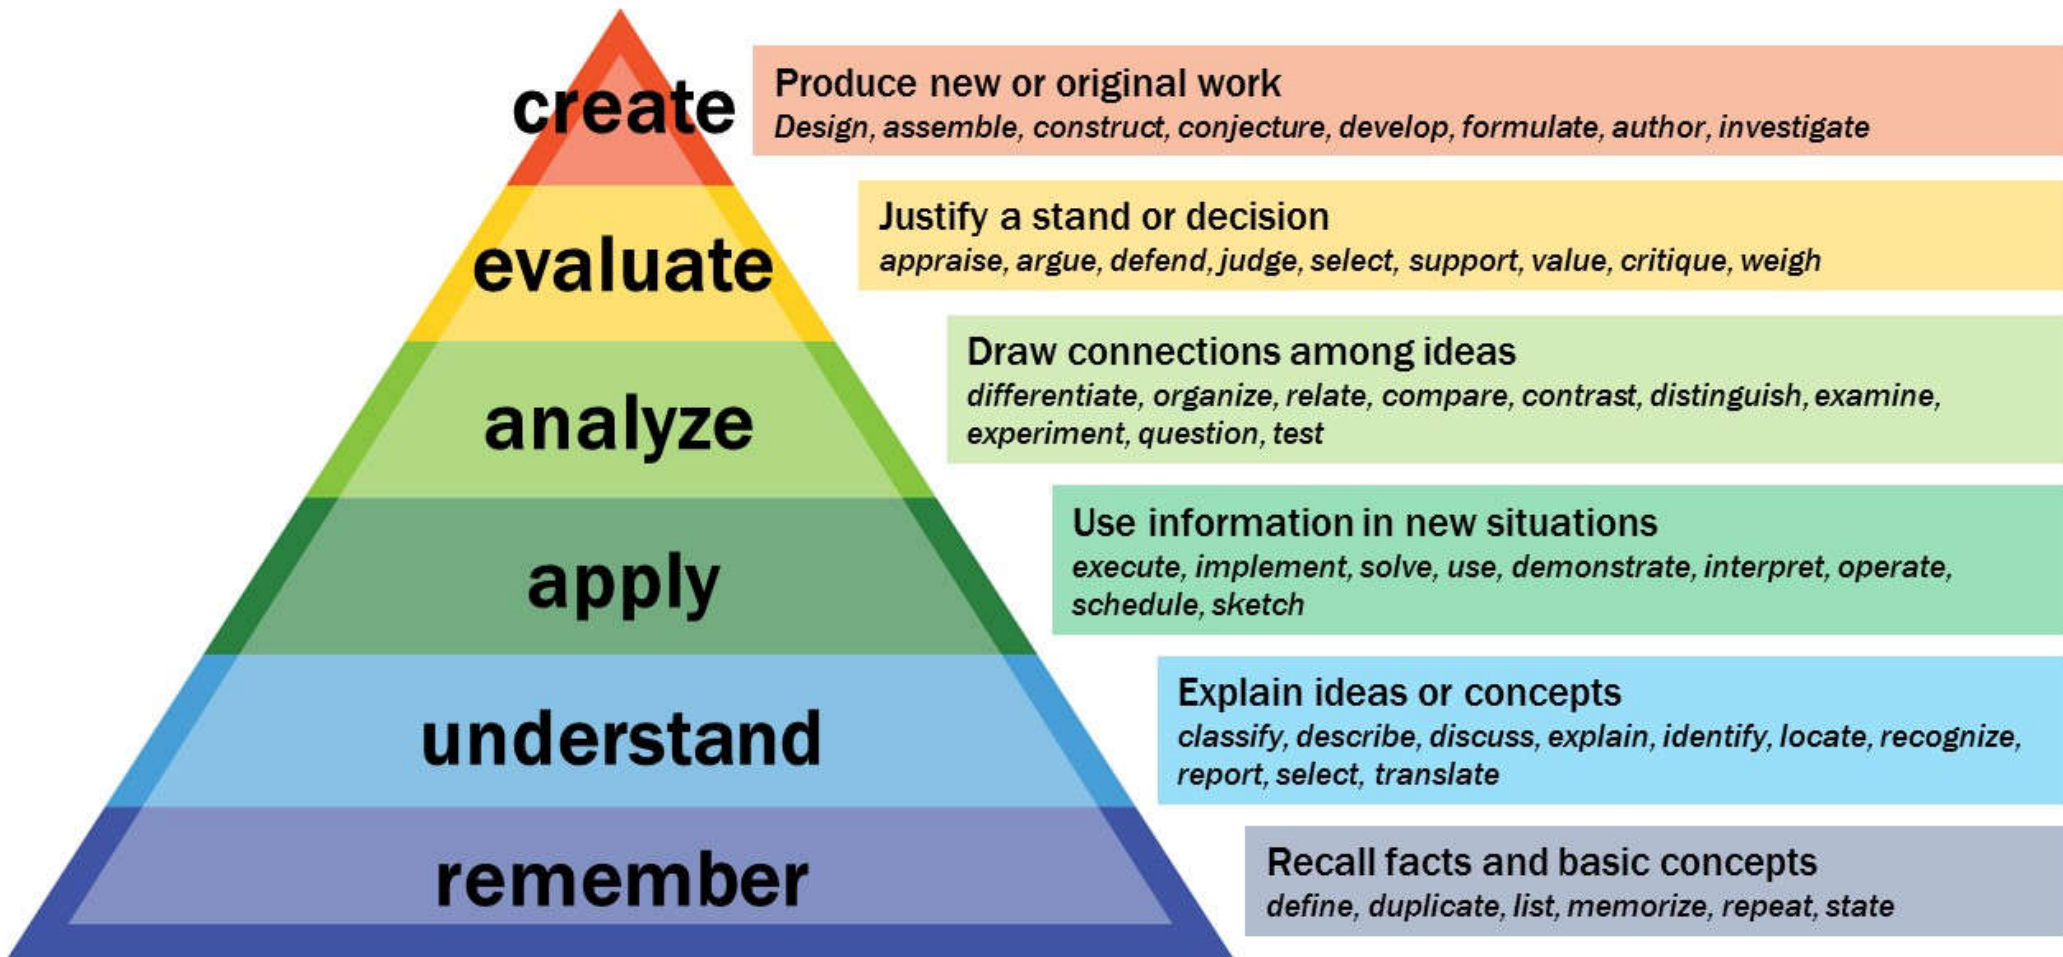 create
Produce new or original work
Design, assemble, construct, conjecture, develop, formulate, author, investigate
evaluate
Justify a stand or decision
appraise, argue, defend, judge, select, support, value, critique, weigh
analyze
Draw connections among ideas
differentiate, organize, relate, compare, contrast, distinguish, examine,
experiment, question, test
apply
Use information in new situations
execute, implement, solve, use, demonstrate, interpret, operate,
schedule, sketch
understand
Explain ideas or concepts
classify, describe, discuss, explain, identify, locate, recognize,
report, select, translate
remember
Recall facts and basic concepts
define, duplicate, list, memorize, repeat, state